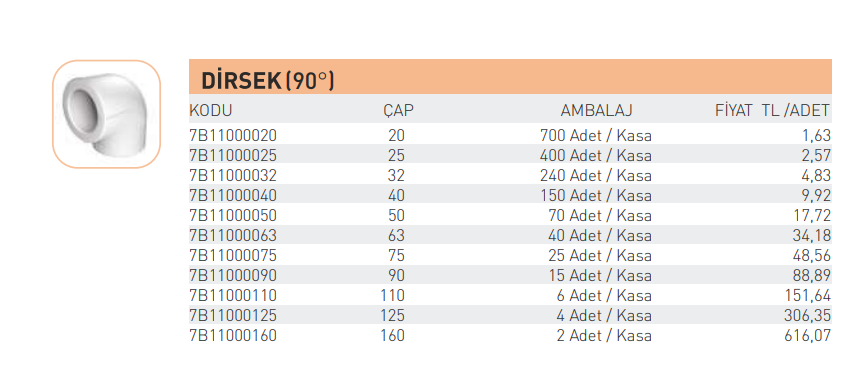 DİRSEK (90°)
KODU ÇAP AMBALAJ FİYAT TL /ADET
7B11000020 20 700 Adet / Kasa 1,63
7B11000025 25 400 Adet / Kasa 2,57
7B11000032 32 240 Adet / Kasa 4,83
7B11000040 40 150 Adet / Kasa 9,92
7B11000050 50 70 Adet / Kasa 17,72
7B11000063 63 40 Adet / Kasa 34,18
7B11000075 75 25 Adet / Kasa 48,56
7B11000090 90 15 Adet / Kasa 88,89
7B11000110 110 6 Adet / Kasa 151,64
7B11000125 125 4 Adet / Kasa 306,35
7B11000160 160 2 Adet / Kasa 616,07